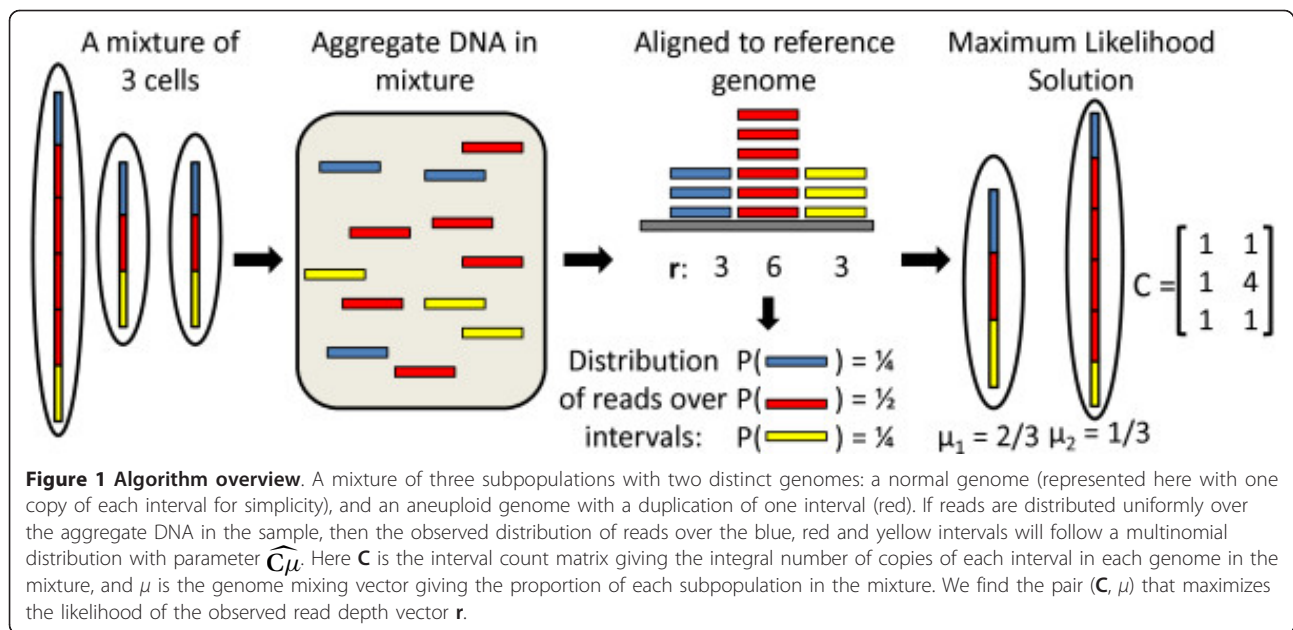 A mixture of
3 cells
Aggregate DNA in
mixture
Aligned to reference
genome
Maximum Likelihood
Solution
r: 3 6 3
Distribution P( ) = ¼
of reads over P( ) = ½
intervals: P( ) = ¼
μ1 = 2/3 μ2 = 1/3
C = [1 1
1 4
1 1]
Figure 1 Algorithm overview. A mixture of three subpopulations with two distinct genomes: a normal genome (represented here with one
copy of each interval for simplicity), and an aneuploid genome with a duplication of one interval (red). If reads are distributed uniformly over
the aggregate DNA in the sample, then the observed distribution of reads over the blue, red and yellow intervals will follow a multinomial
distribution with parameter Ĉμ. Here C is the interval count matrix giving the integral number of copies of each interval in each genome in the
mixture, and μ is the genome mixing vector giving the proportion of each subpopulation in the mixture. We find the pair (C, μ) that maximizes
the likelihood of the observed read depth vector r.